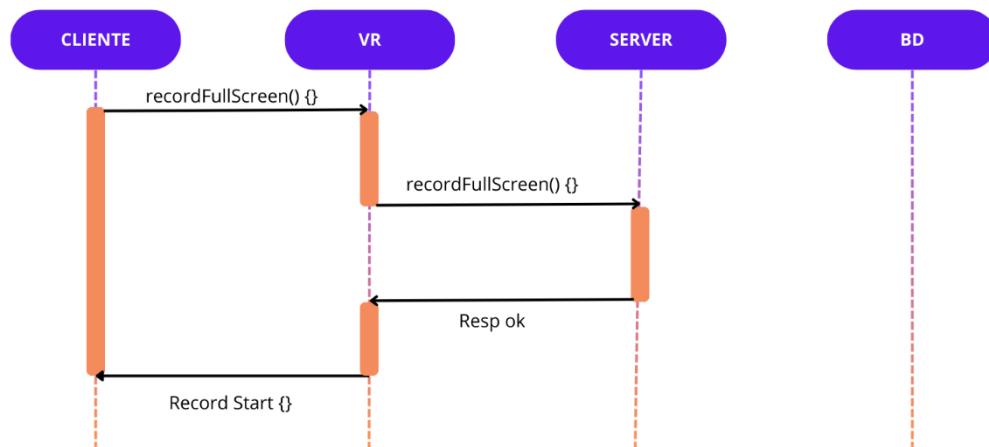 CLIENTE
VR
SERVER
BD
recordFullScreen() {}
recordFullScreen() {}
Resp ok
Record Start {}